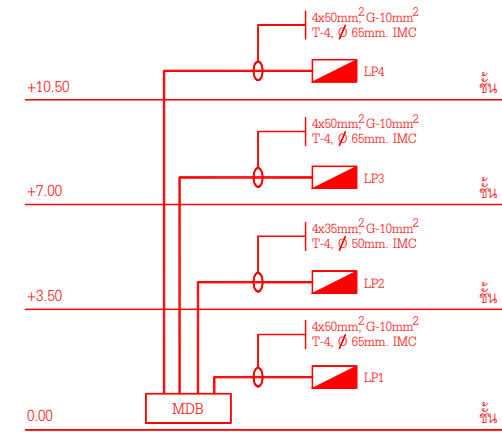 4x50mm², G-10mm²
T-4, Ø 65mm. IMC
LP4
+10.50 ชั้น
4x50mm², G-10mm²
T-4, Ø 65mm. IMC
LP3
+7.00 ชั้น
4x35mm², G-10mm²
T-4, Ø 50mm. IMC
LP2
+3.50 ชั้น
4x50mm², G-10mm²
T-4, Ø 65mm. IMC
LP1
MDB
0.00 ชั้น